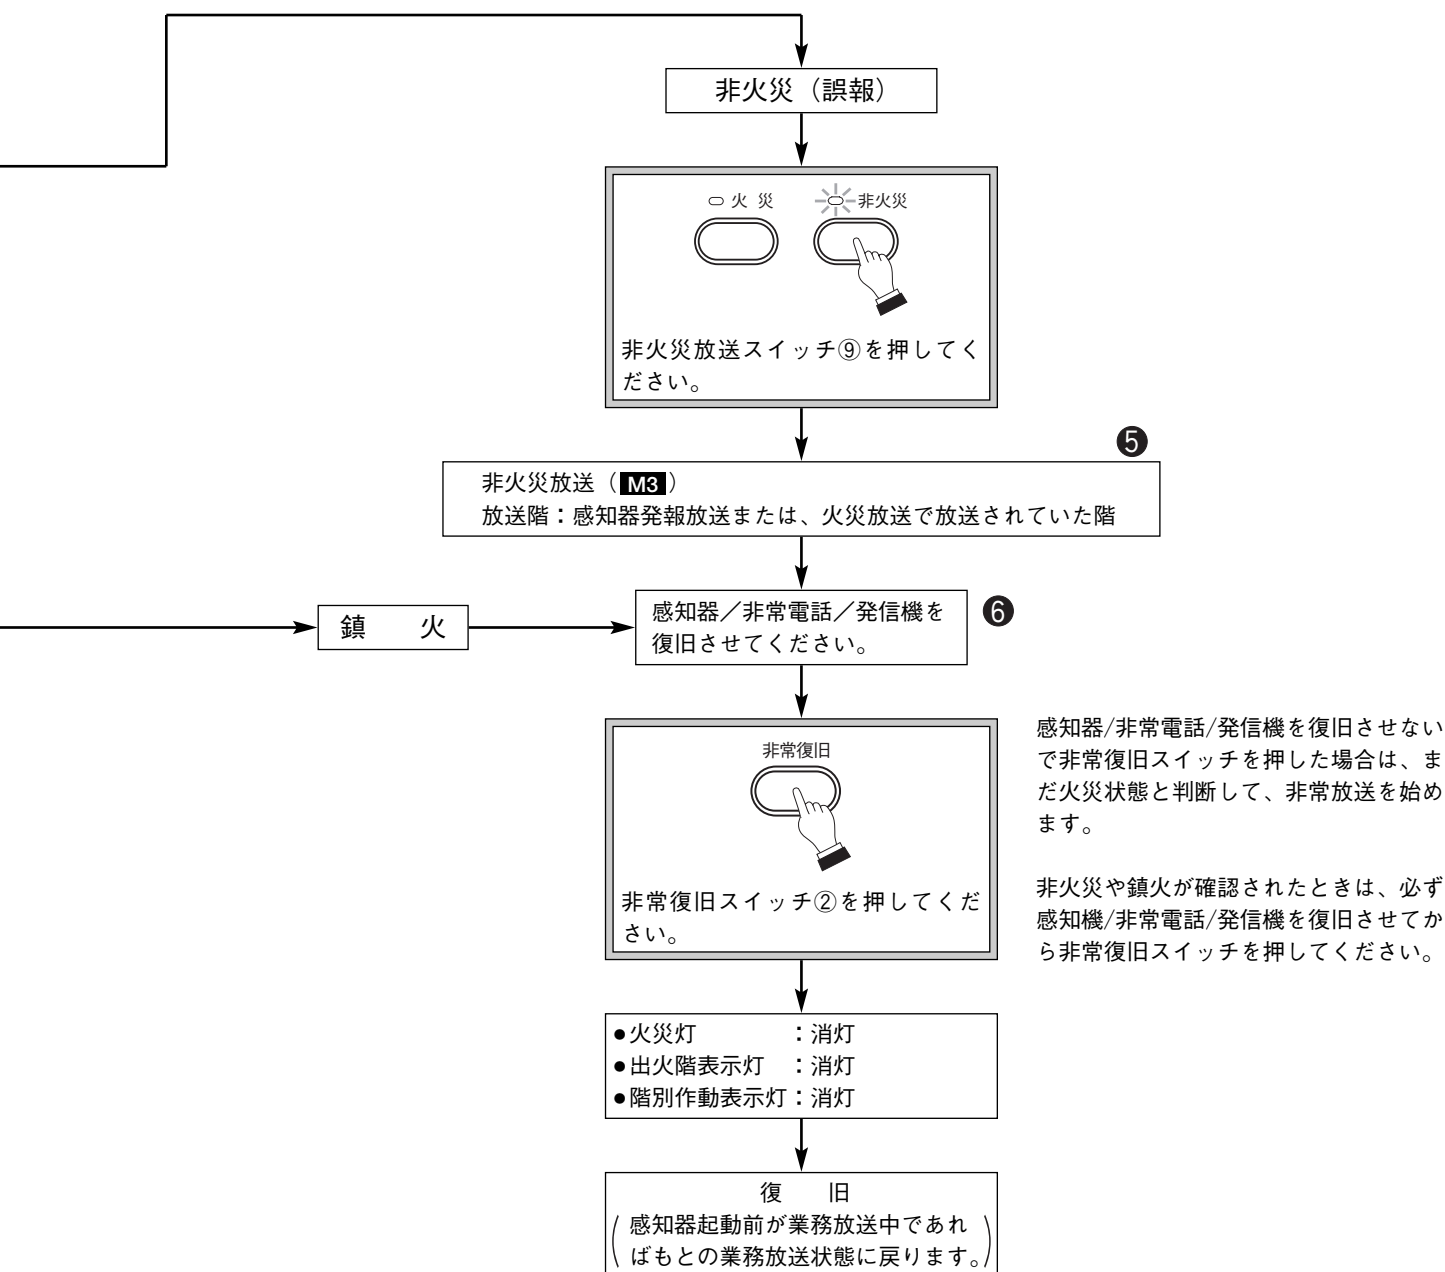 非火災（誤報）
火 災
非火災
非火災放送スイッチ⑨を押してく
ださい。
❺
非火災放送（M3）
放送階：感知器発報放送または、火災放送で放送されていた階
鎮　　火
感知器／非常電話／発信機を
復旧させてください。
❻
非常復旧
非常復旧スイッチ②を押してくだ
さい。
感知器/非常電話/発信機を復旧させない
で非常復旧スイッチを押した場合は、ま
だ火災状態と判断して、非常放送を始め
ます。
非火災や鎮火が確認されたときは、必ず
感知機/非常電話/発信機を復旧させてか
ら非常復旧スイッチを押してください。
●火災灯　　　　：消灯
●出火階表示灯　：消灯
●階別作動表示灯：消灯
復　　旧
（感知器起動前が業務放送中であれ
ばもとの業務放送状態に戻ります。）